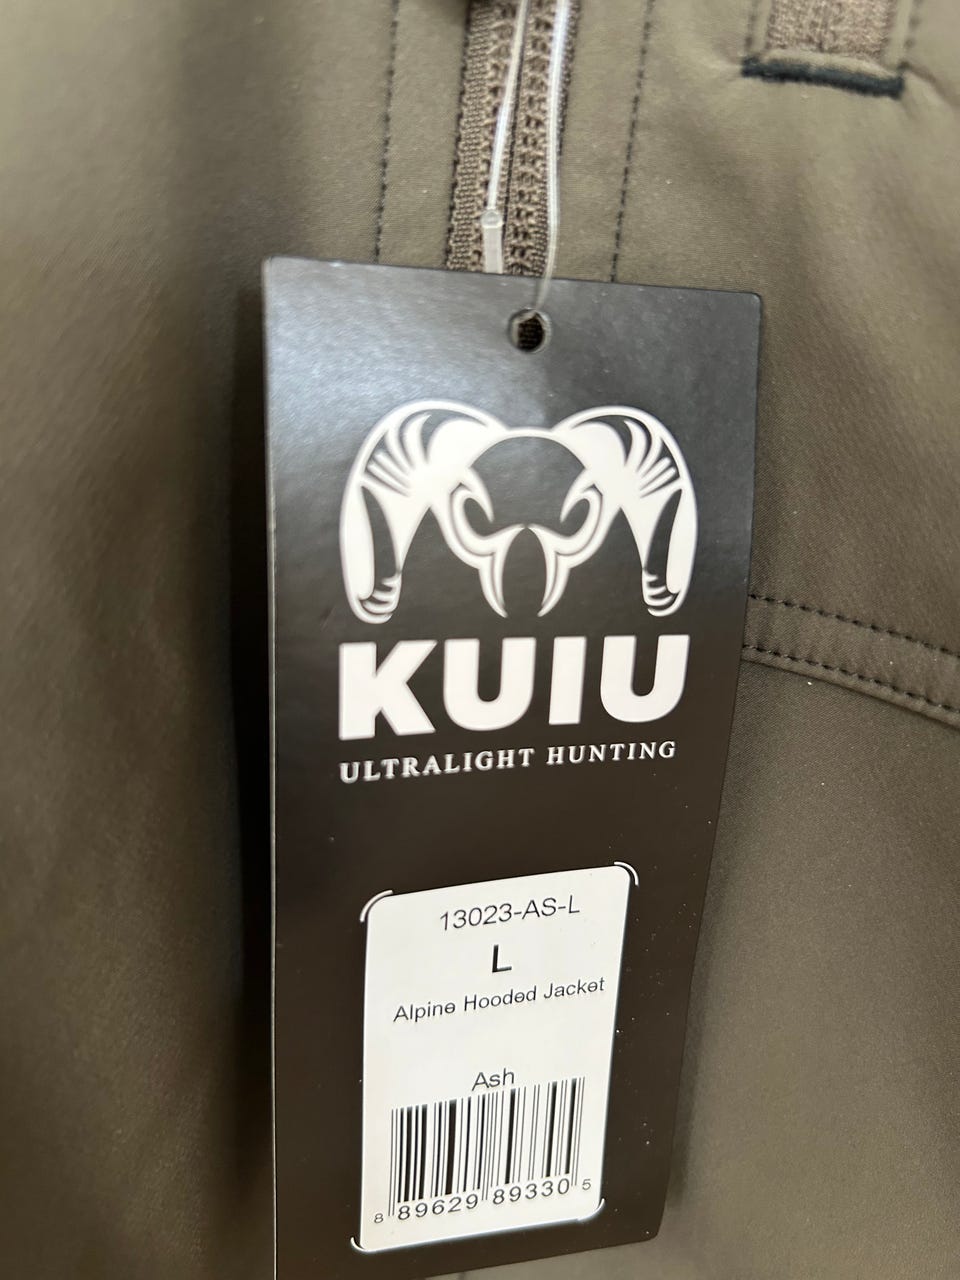 KUIU
ULTRALIGHT HUNTING
13023-AS-L
L
Alpine Hooded Jacket
Ash
8 89629 89330 5